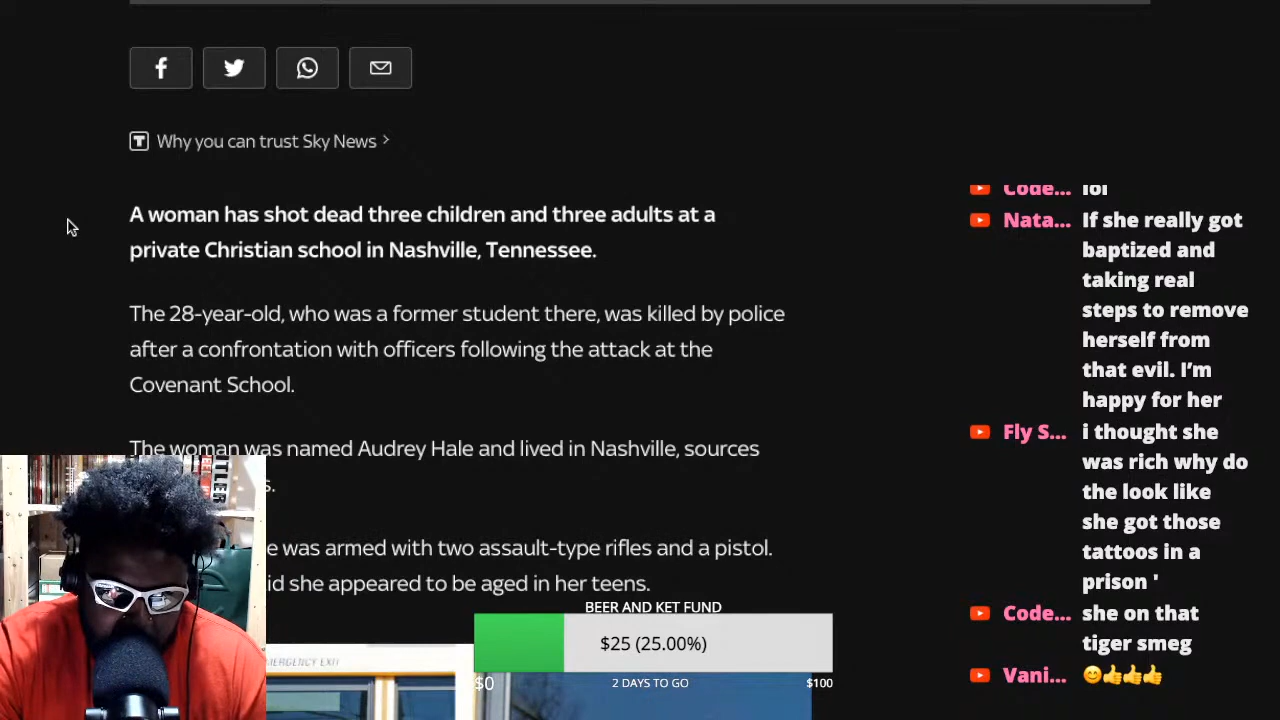 Why you can trust Sky News >
A woman has shot dead three children and three adults at a
private Christian school in Nashville, Tennessee.
The 28-year-old, who was a former student there, was killed by police
after a confrontation with officers following the attack at the
Covenant School.
The woman was named Audrey Hale and lived in Nashville, sources
s.
e was armed with two assault-type rifles and a pistol.
id she appeared to be aged in her teens.
EMERGENCY EXIT
BEER AND KET FUND
$25 (25.00%)
$0 2 DAYS TO GO $100
Code... lol
Nata... If she really got
baptized and
taking real
steps to remove
herself from
that evil. I’m
happy for her
Fly S... i thought she
was rich why do
the look like
she got those
tattoos in a
prison '
Code... she on that
tiger smeg
Vani... 😊👍👍👍